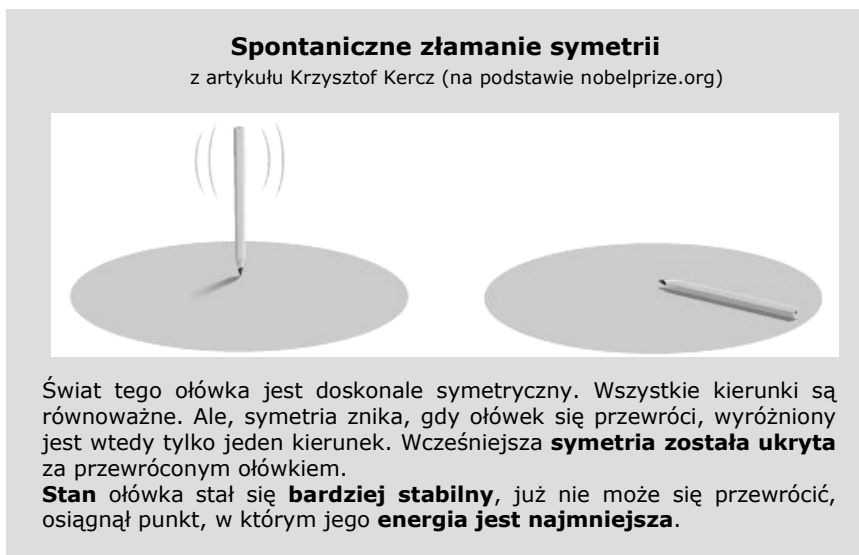 Spontaniczne złamanie symetrii
z artykułu Krzysztof Kercz (na podstawie nobelprize.org)
Świat tego ołówka jest doskonale symetryczny. Wszystkie kierunki są
równoważne. Ale, symetria znika, gdy ołówek się przewróci, wyróżniony
jest wtedy tylko jeden kierunek. Wcześniejsza symetria została ukryta
za przewróconym ołówkiem.
Stan ołówka stał się bardziej stabilny, już nie może się przewrócić,
osiągnął punkt, w którym jego energia jest najmniejsza.